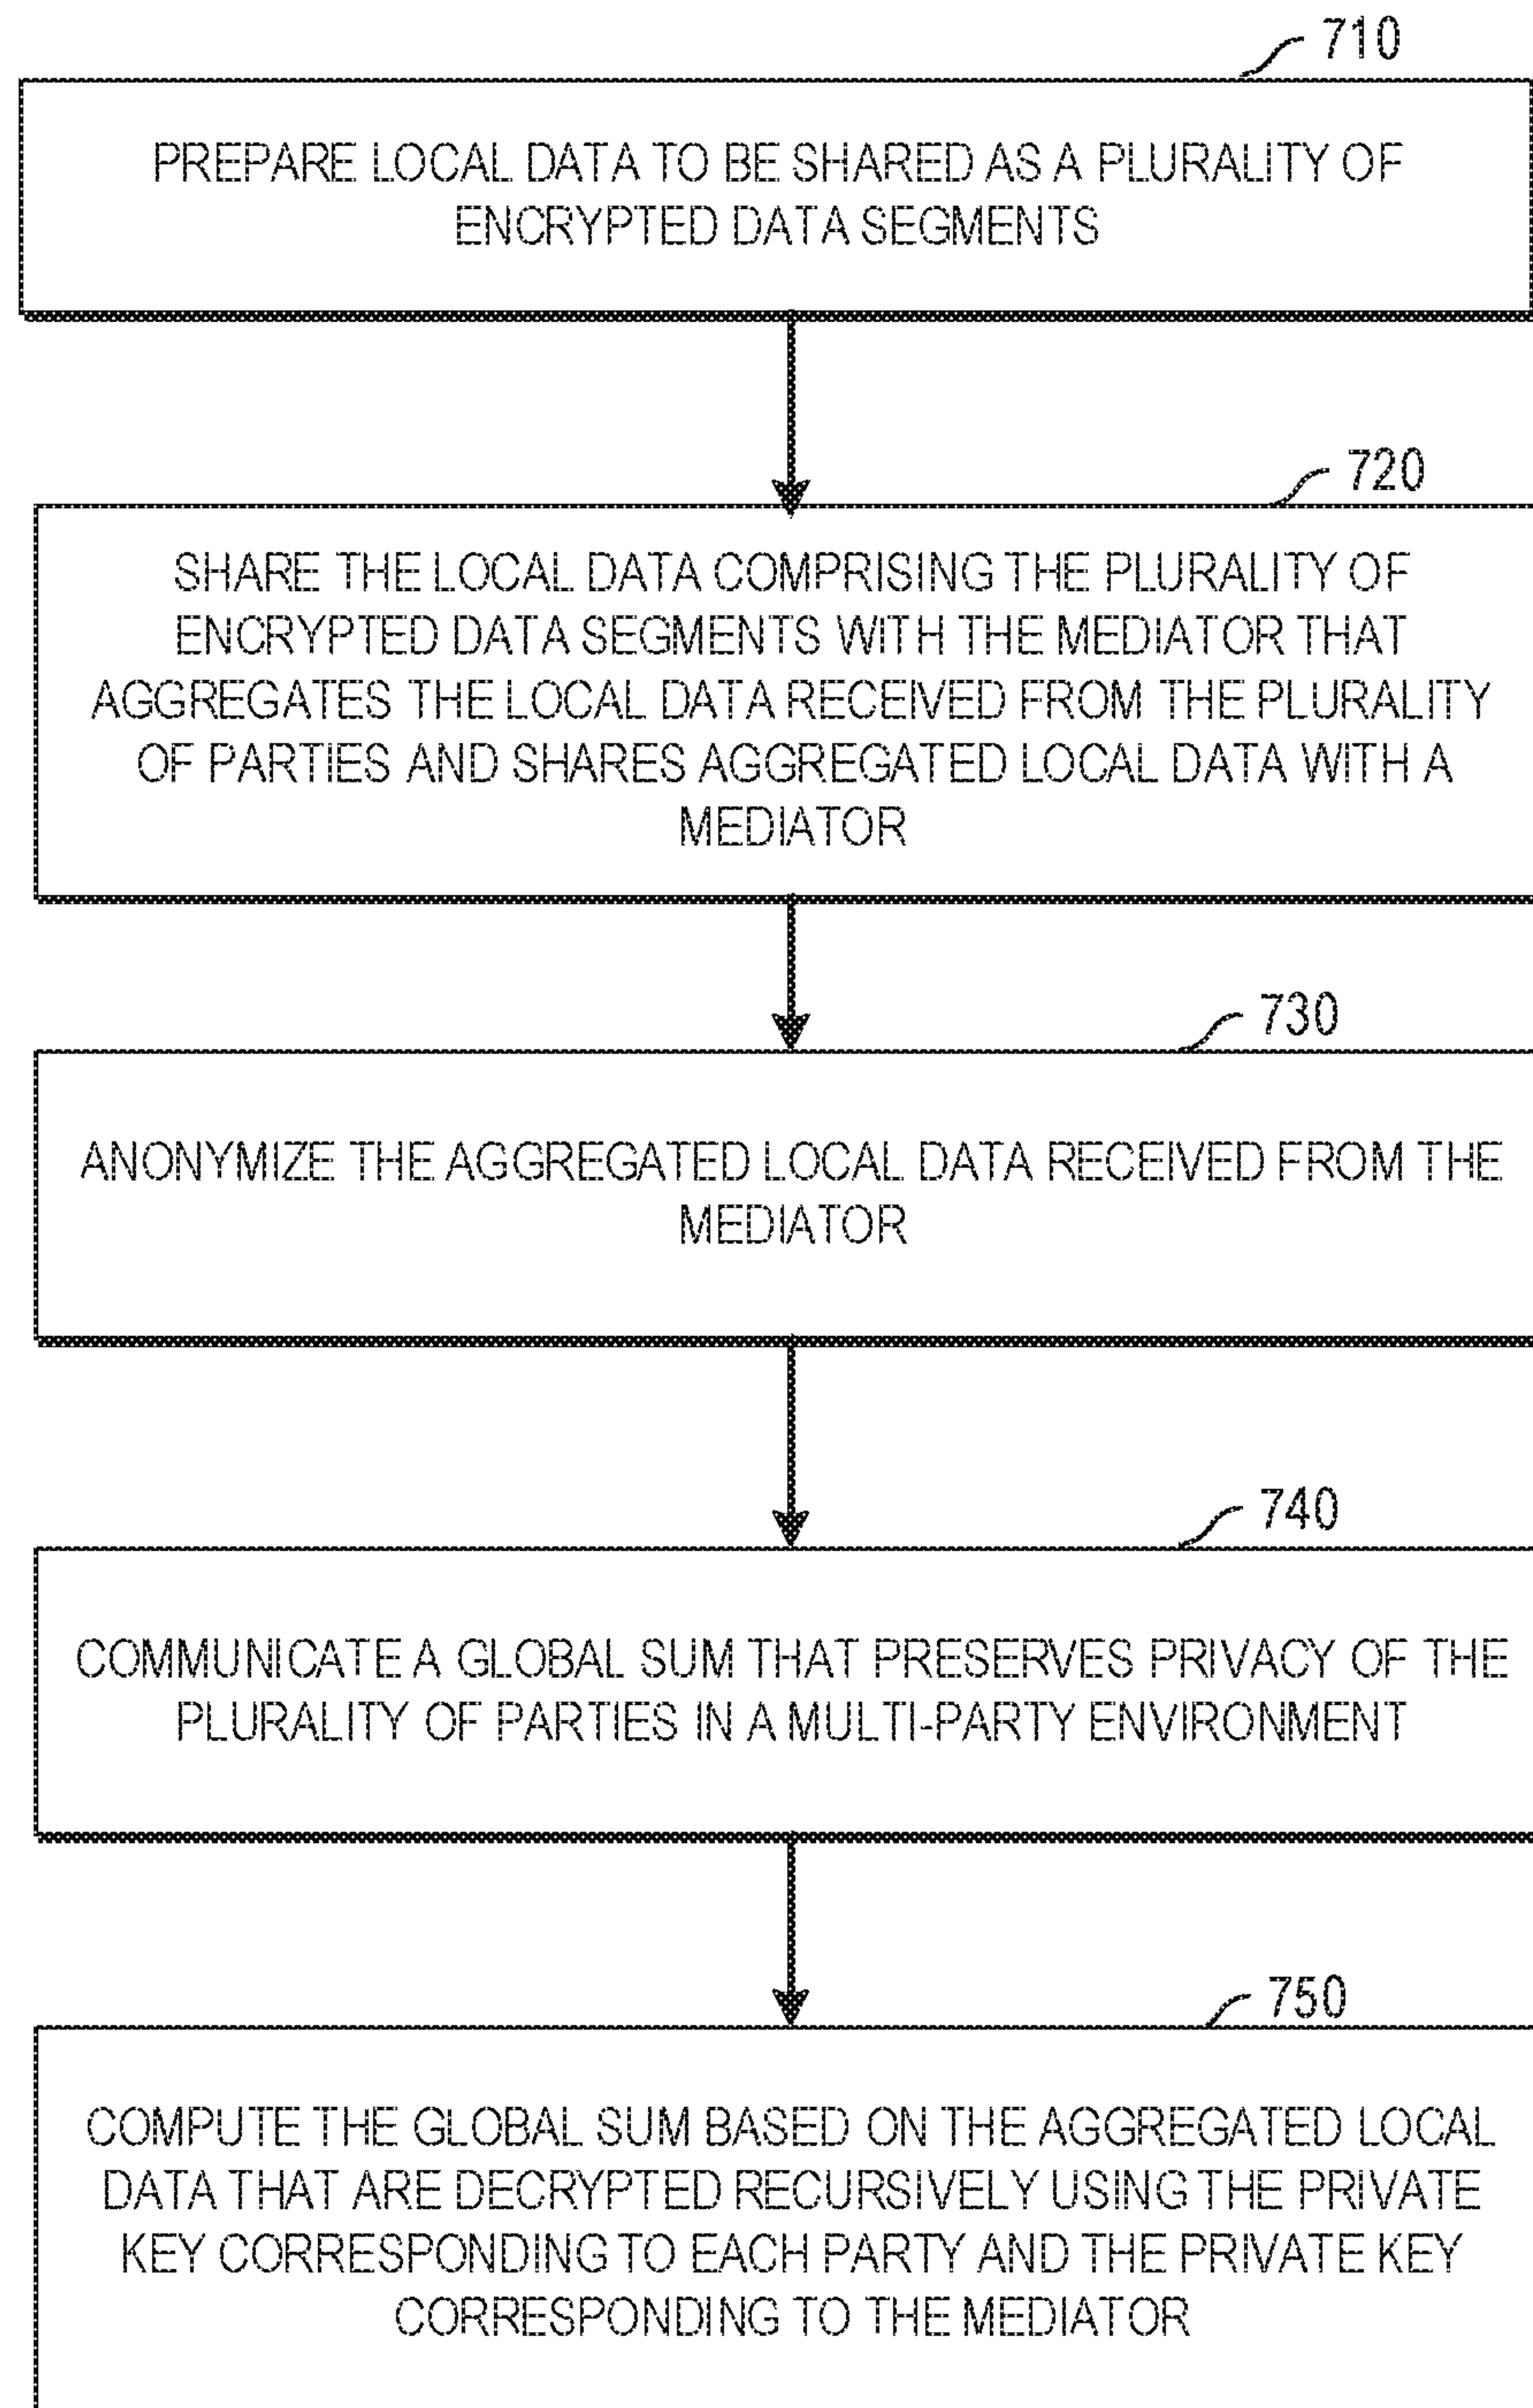 710
PREPARE LOCAL DATA TO BE SHARED AS A PLURALITY OF
ENCRYPTED DATA SEGMENTS
720
SHARE THE LOCAL DATA COMPRISING THE PLURALITY OF
ENCRYPTED DATA SEGMENTS WITH THE MEDIATOR THAT
AGGREGATES THE LOCAL DATA RECEIVED FROM THE PLURALITY
OF PARTIES AND SHARES AGGREGATED LOCAL DATA WITH A
MEDIATOR
730
ANONYMIZE THE AGGREGATED LOCAL DATA RECEIVED FROM THE
MEDIATOR
740
COMMUNICATE A GLOBAL SUM THAT PRESERVES PRIVACY OF THE
PLURALITY OF PARTIES IN A MULTI-PARTY ENVIRONMENT
750
COMPUTE THE GLOBAL SUM BASED ON THE AGGREGATED LOCAL
DATA THAT ARE DECRYPTED RECURSIVELY USING THE PRIVATE
KEY CORRESPONDING TO EACH PARTY AND THE PRIVATE KEY
CORRESPONDING TO THE MEDIATOR